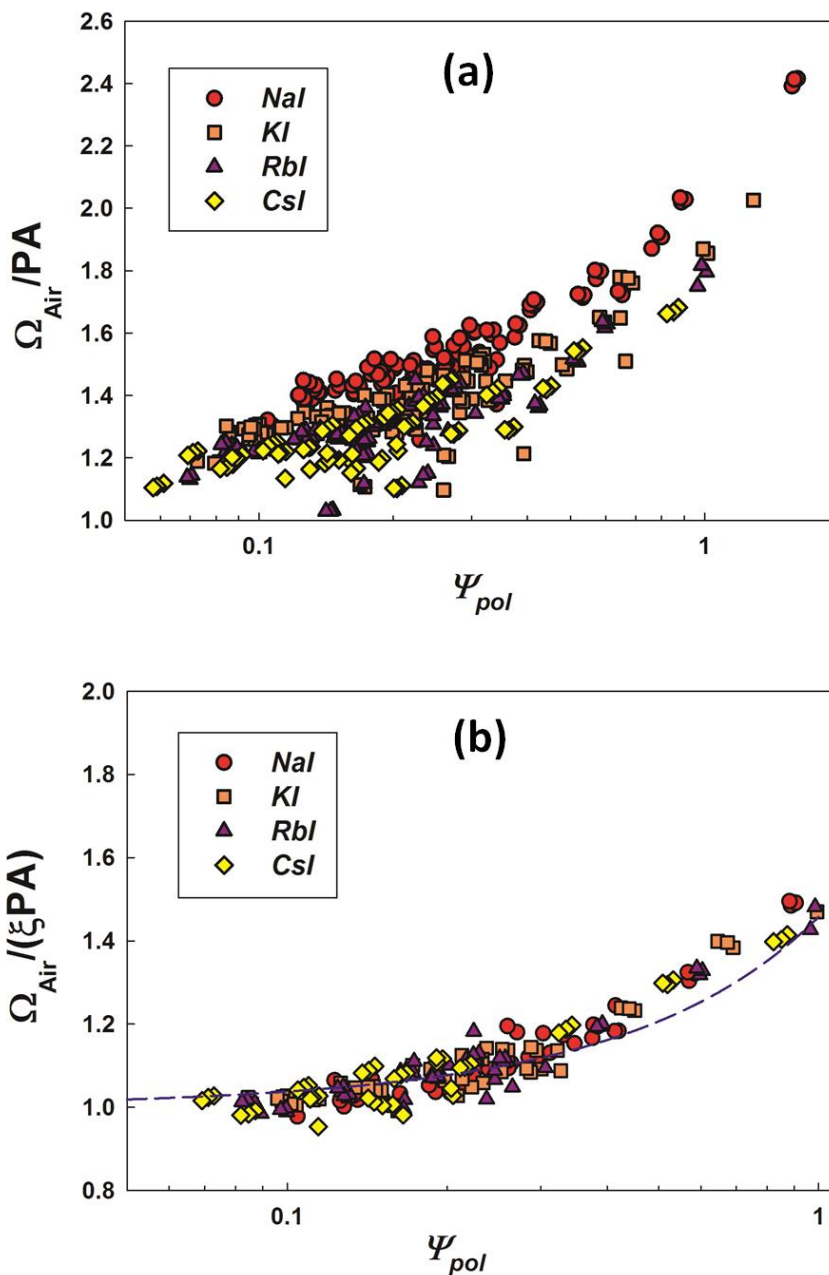 (a)
NaI
KI
RbI
CsI
Ω_Air/PA
2.6
2.4
2.2
2.0
1.8
1.6
1.4
1.2
1.0
0.1 1
Ψ_pol
(b)
NaI
KI
RbI
CsI
Ω_Air/(ξPA)
2.0
1.8
1.6
1.4
1.2
1.0
0.8
0.1 1
Ψ_pol